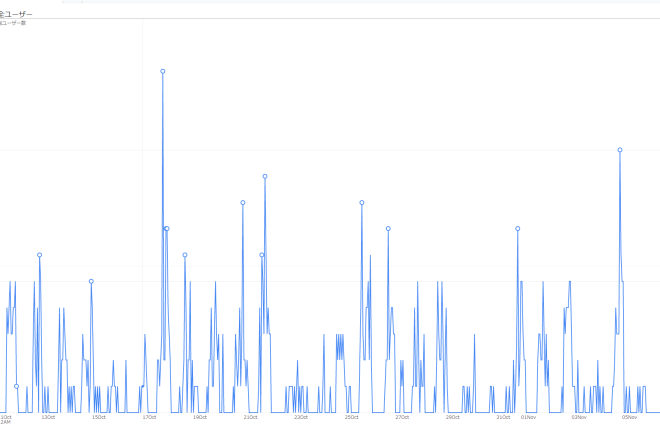 全ユーザー
ユーザー数
13Oct 15Oct 17Oct 19Oct 21Oct 23Oct 25Oct 27Oct 29Oct 31Oct 01Nov 03Nov 05Nov
2AM